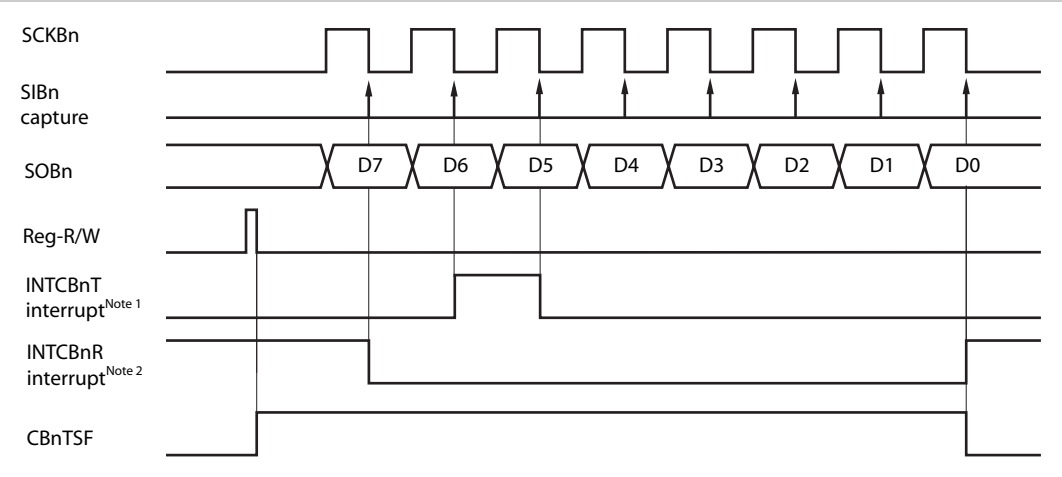 SCKBn
SIBn
capture
SOBn
D7 D6 D5 D4 D3 D2 D1 D0
Reg-R/W
INTCBnT
interruptNote 1
INTCBnR
interruptNote 2
CBnTSF